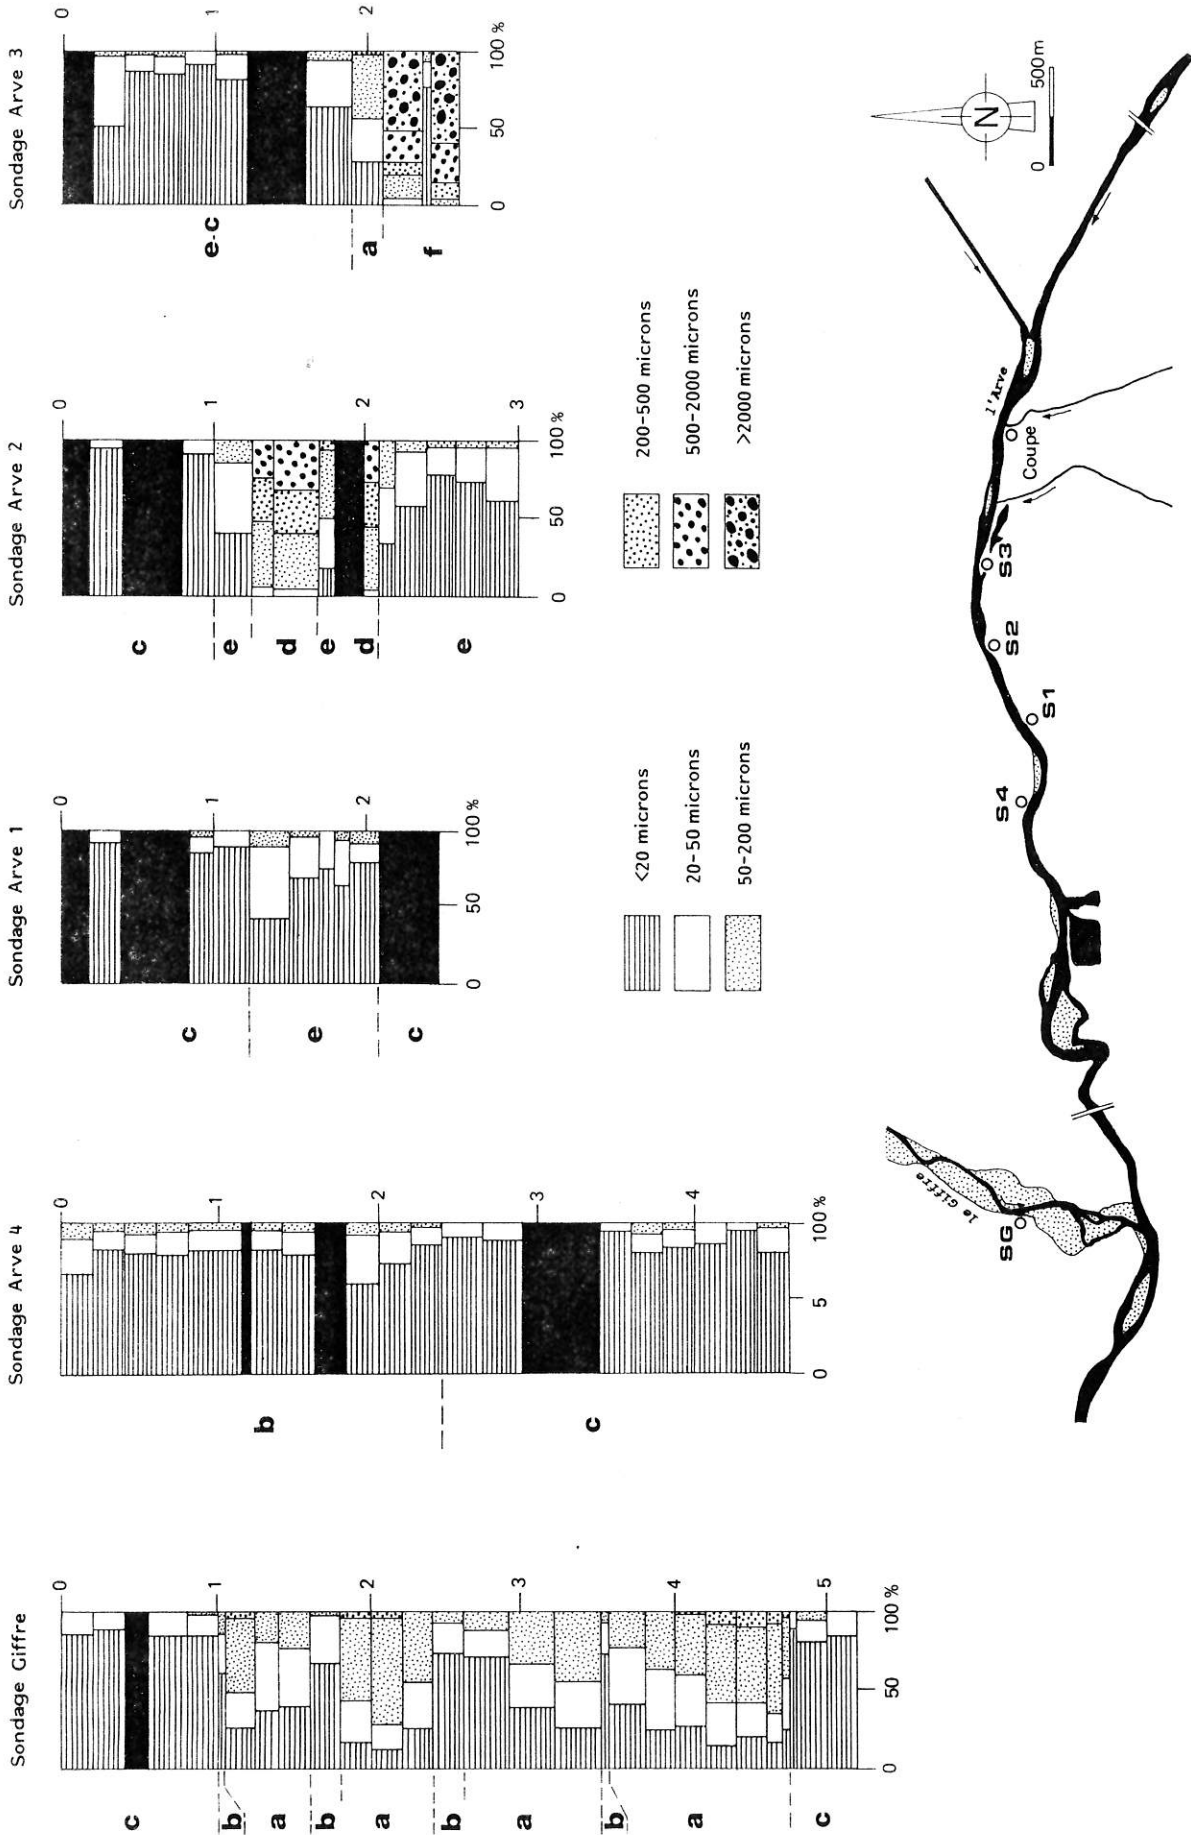 Sondage Giffre
0
1
2
3
4
5
0
50
100 %
c
b
a
b
a
b
a
b
a
c
Sondage Arve 4
0
1
2
3
4
0
5
100 %
b
c
Sondage Arve 1
0
1
2
0
50
100 %
c
e
c
Sondage Arve 2
0
1
2
3
0
50
100 %
c
e
d
e
d
e
Sondage Arve 3
0
1
2
0
50
100 %
e-c
a
f
<20 microns
20-50 microns
50-200 microns
200-500 microns
500-2000 microns
>2000 microns
le Giffre
SG
S4
S1
S2
S3
Coupe
l'Arve
N
0 500m